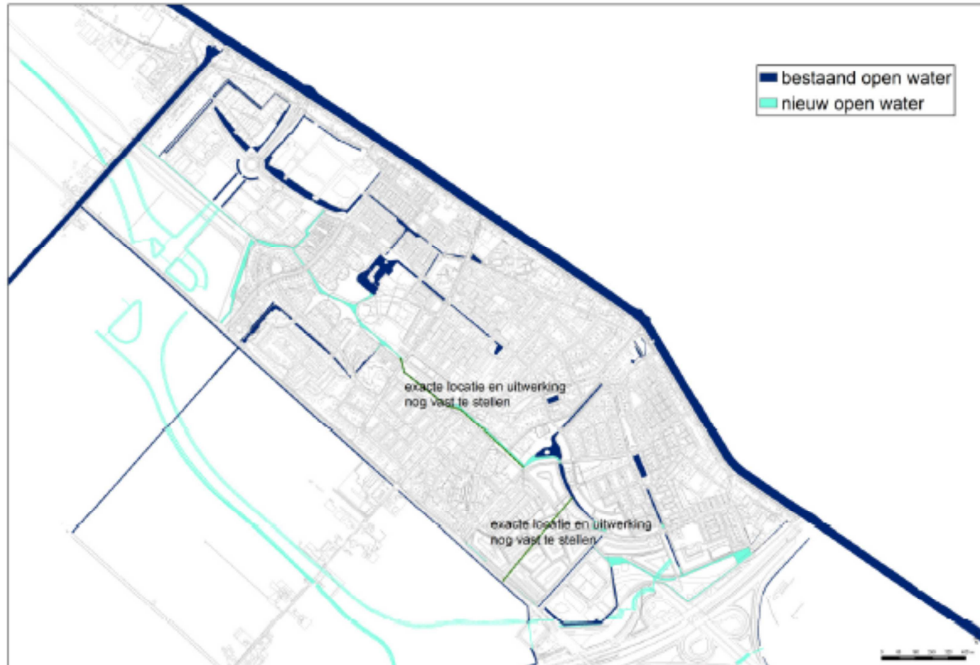 bestaand open water
nieuw open water
exacte locatie en uitwerking
nog vast te stellen
exacte locatie en uitwerking
nog vast te stellen